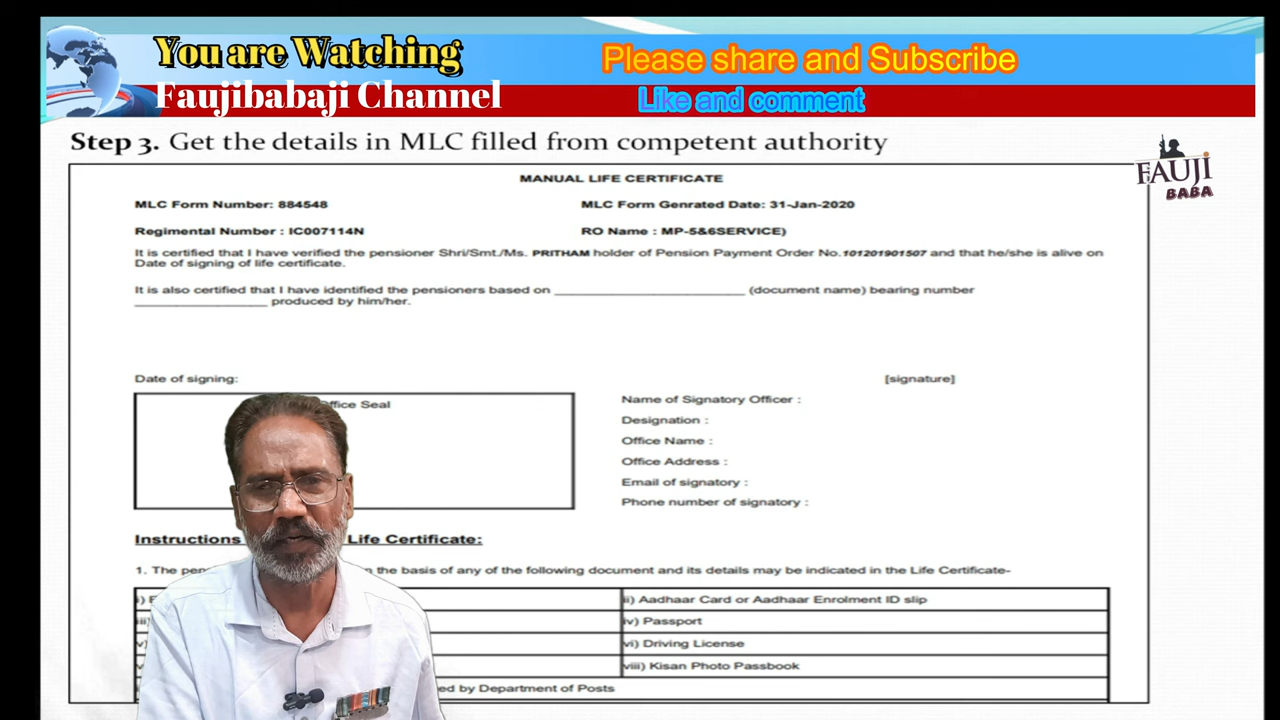 You are Watching
Faujibabaji Channel
Please share and Subscribe
Like and comment
Step 3. Get the details in MLC filled from competent authority
FAUJI
BABA
MANUAL LIFE CERTIFICATE
MLC Form Number: 884548
MLC Form Genrated Date: 31-Jan-2020
Regimental Number : IC007114N
RO Name : MP-5&6SERVICE)
It is certified that I have verified the pensioner Shri/Smt./Ms. PRITHAM holder of Pension Payment Order No.101201901507 and that he/she is alive on
Date of signing of life certificate.
It is also certified that I have identified the pensioners based on ______________________ (document name) bearing number
________________ produced by him/her.
Date of signing:
[signature]
Office Seal
Name of Signatory Officer :
Designation :
Office Name :
Office Address :
Email of signatory :
Phone number of signatory :
Instructions
Life Certificate:
1. The
the basis of any of the following document and its details may be indicated in the Life Certificate-
ii) Aadhaar Card or Aadhaar Enrolment ID slip
iv) Passport
vi) Driving License
viii) Kisan Photo Passbook
by Department of Posts